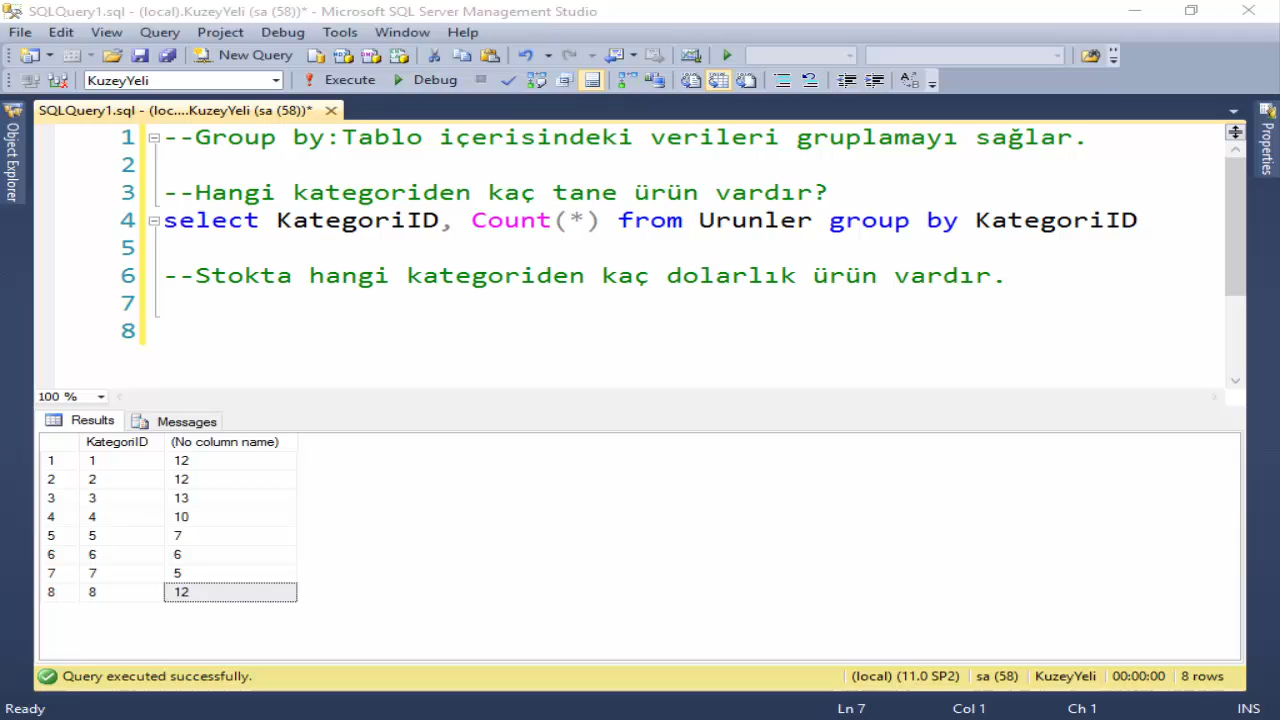 SQLQuery1.sql - (local).KuzeyYeli (sa (58))* - Microsoft SQL Server Management Studio
File Edit View Query Project Debug Tools Window Help
New Query
KuzeyYeli Execute Debug
SQLQuery1.sql - (loc....KuzeyYeli (sa (58))*
Object Explorer
Properties
1 --Group by:Tablo içerisindeki verileri gruplamayı sağlar.
2
3 --Hangi kategoriden kaç tane ürün vardır?
4 select KategoriID, Count(*) from Urunler group by KategoriID
5
6 --Stokta hangi kategoriden kaç dolarlık ürün vardır.
7
8
100 %
Results Messages
KategoriID (No column name)
1 1 12
2 2 12
3 3 13
4 4 10
5 5 7
6 6 6
7 7 5
8 8 12
Query executed successfully. (local) (11.0 SP2) sa (58) KuzeyYeli 00:00:00 8 rows
Ready Ln 7 Col 1 Ch 1 INS